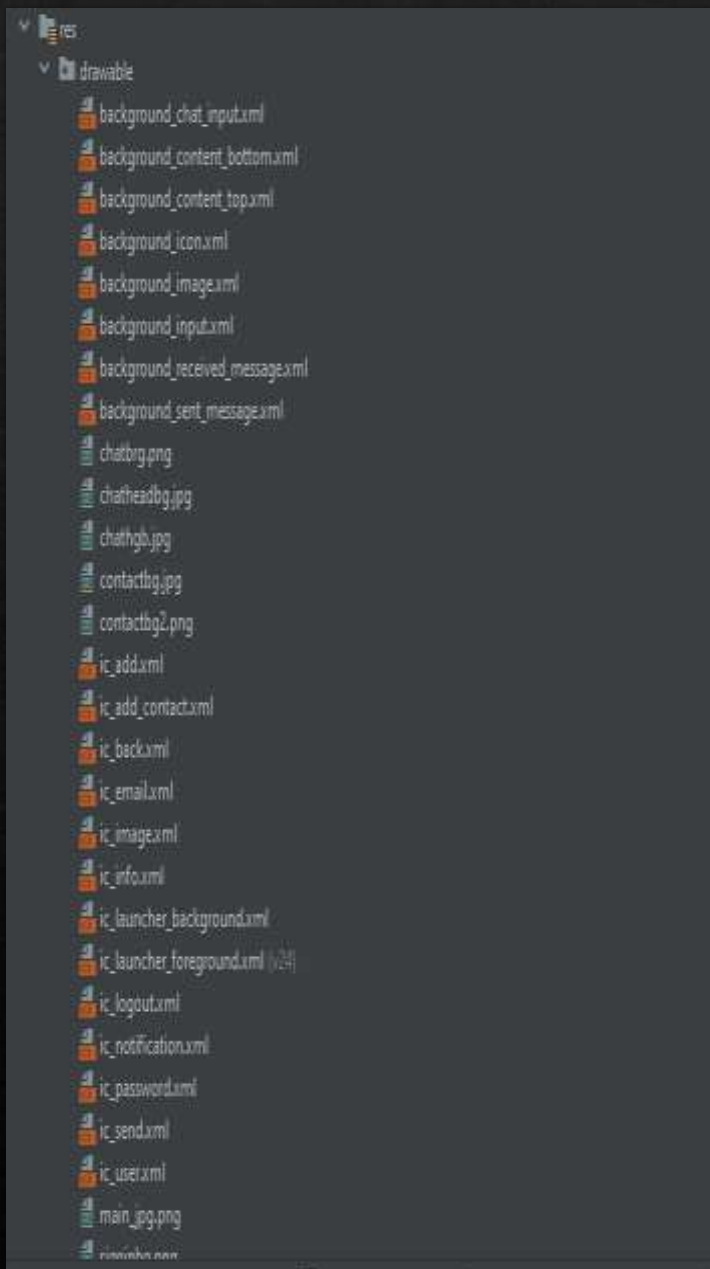 res
drawable
background_chat_input.xml
background_content_bottom.xml
background_content_top.xml
background_icon.xml
background_image.xml
background_input.xml
background_received_message.xml
background_sent_message.xml
chatbrg.png
chatheadbg.jpg
chathgb.jpg
contactbg.jpg
contactbg2.png
ic_add.xml
ic_add_contact.xml
ic_back.xml
ic_email.xml
ic_image.xml
ic_info.xml
ic_launcher_background.xml
ic_launcher_foreground.xml (v24)
ic_logout.xml
ic_notification.xml
ic_password.xml
ic_send.xml
ic_user.xml
main_jpg.png